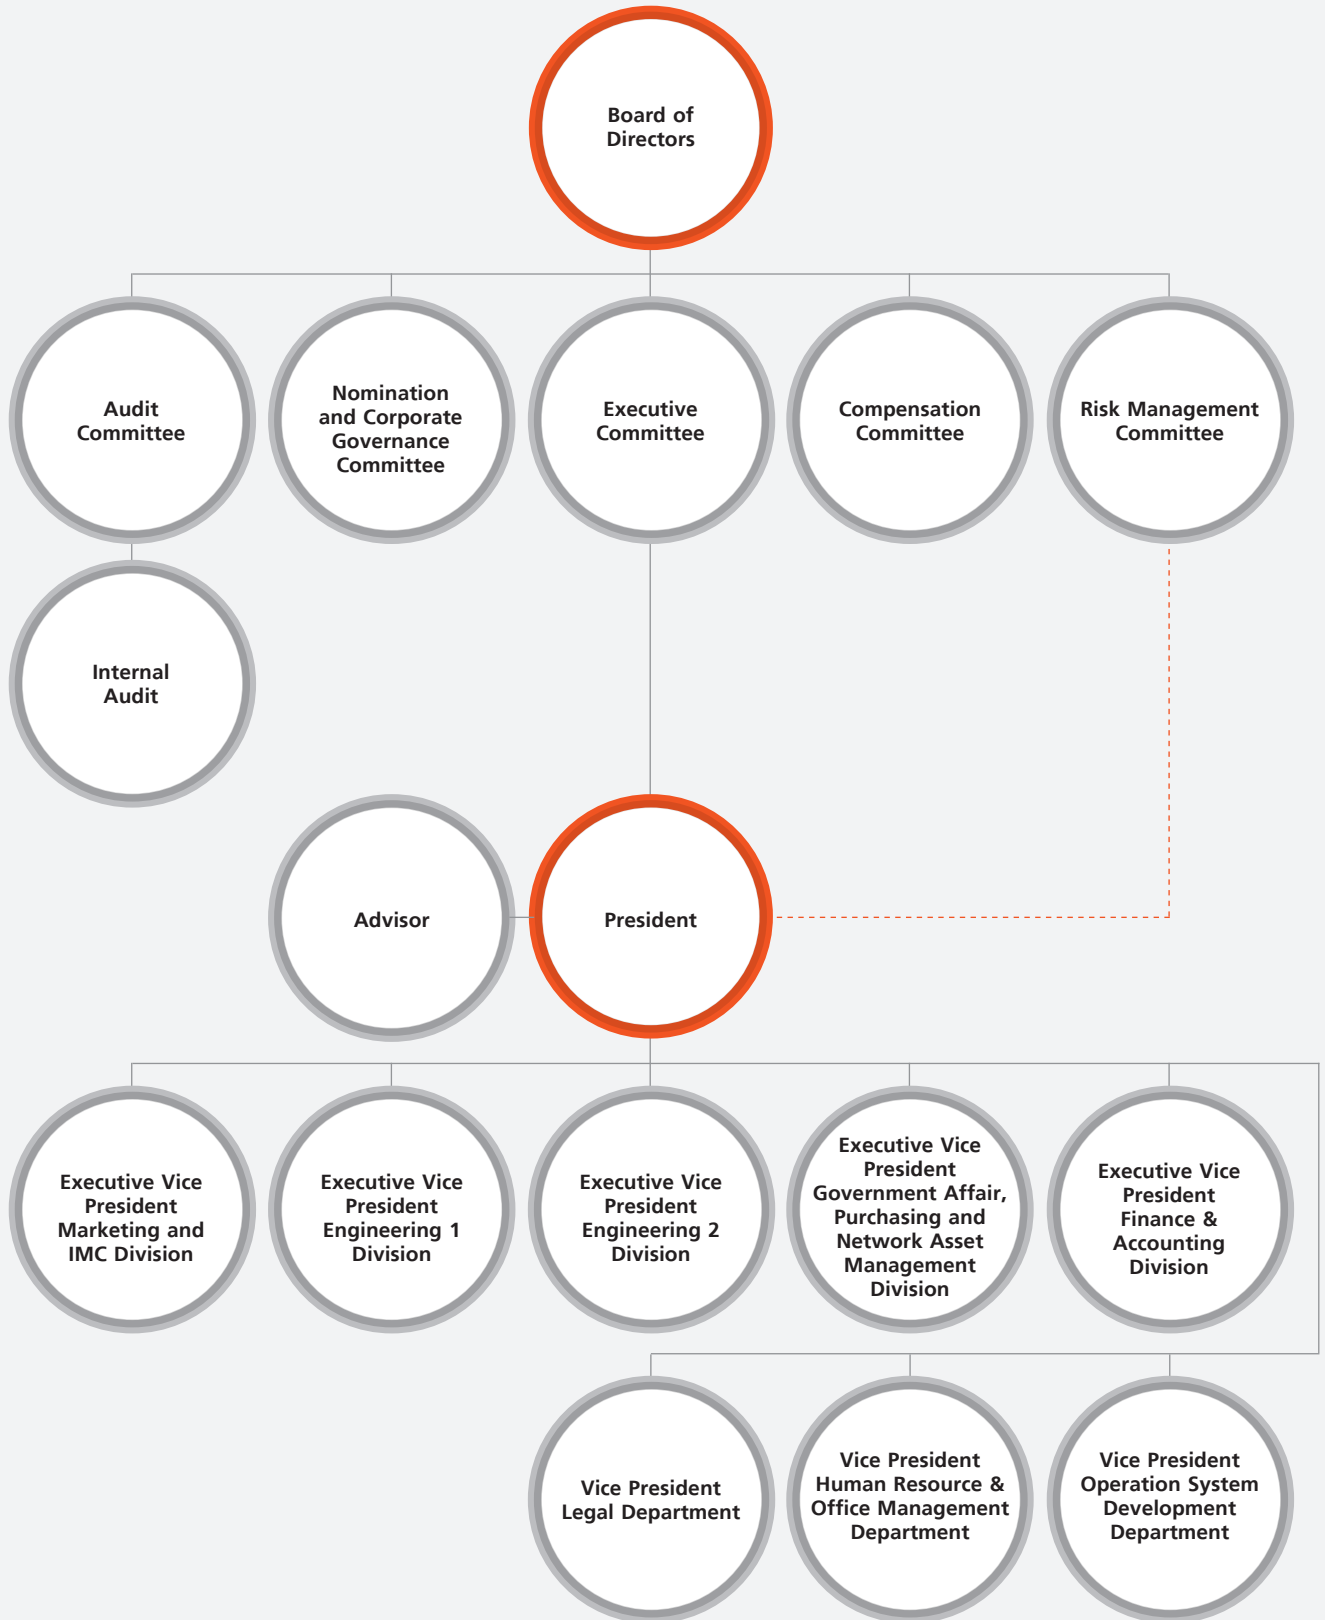 Board of
Directors
Audit
Committee
Nomination
and Corporate
Governance
Committee
Executive
Committee
Compensation
Committee
Risk Management
Committee
Internal
Audit
Advisor
President
Executive Vice
President
Marketing and
IMC Division
Executive Vice
President
Engineering 1
Division
Executive Vice
President
Engineering 2
Division
Executive Vice
President
Government Affair,
Purchasing and
Network Asset
Management
Division
Executive Vice
President
Finance &
Accounting
Division
Vice President
Legal Department
Vice President
Human Resource &
Office Management
Department
Vice President
Operation System
Development
Department